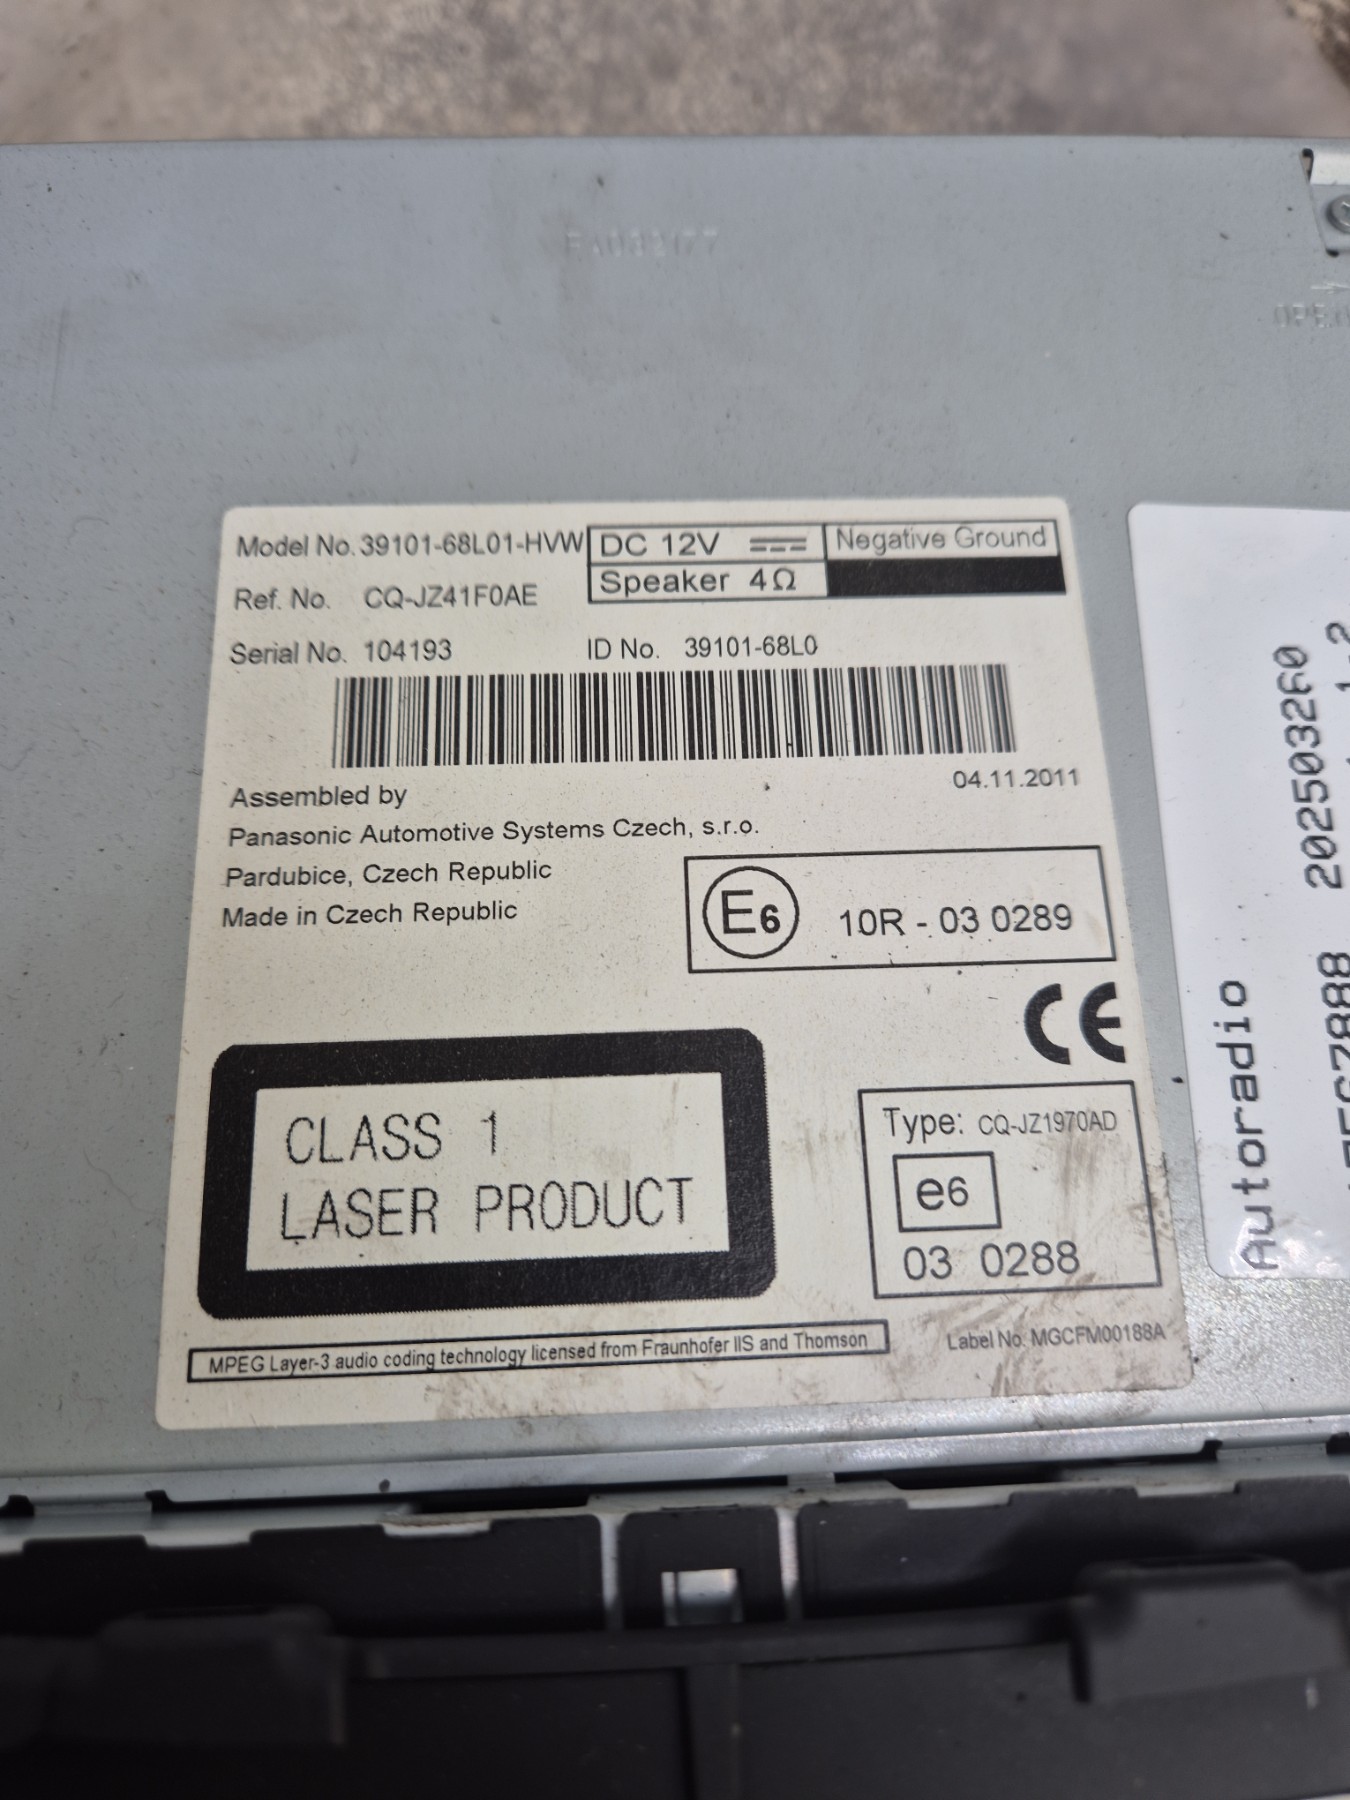 Model No. 39101-68L01-HVW
DC 12V
Negative Ground
Ref. No. CQ-JZ41F0AE
Speaker 4Ω
Serial No. 104193
ID No. 39101-68L0
04.11.2011
Assembled by
Panasonic Automotive Systems Czech, s.r.o.
Pardubice, Czech Republic
Made in Czech Republic
E6 10R - 03 0289
CE
CLASS 1
LASER PRODUCT
Type: CQ-JZ1970AD
e6
03 0288
MPEG Layer-3 audio coding technology licensed from Fraunhofer IIS and Thomson
Label No. MGCFM00188A
Autoradio 202503260